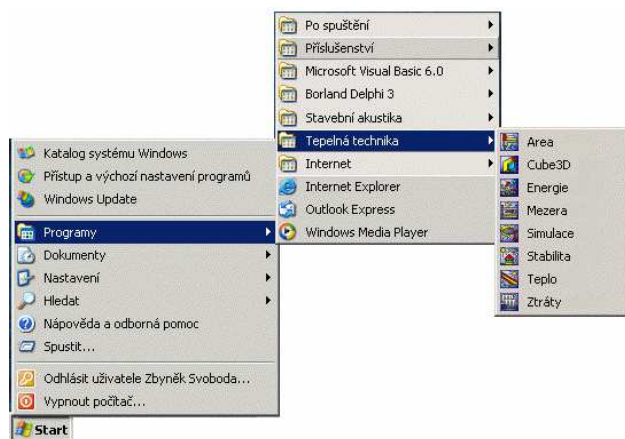 Po spuštění
Příslušenství
Microsoft Visual Basic 6.0
Borland Delphi 3
Stavební akustika
Tepelná technika
Internet
Internet Explorer
Outlook Express
Windows Media Player
Katalog systému Windows
Přístup a výchozí nastavení programů
Windows Update
Programy
Dokumenty
Nastavení
Hledat
Nápověda a odborná pomoc
Spustit...
Odhlásit uživatele Zbyněk Svoboda...
Vypnout počítač...
Start
Area
Cube3D
Energie
Mezera
Simulace
Stabilita
Teplo
Ztráty